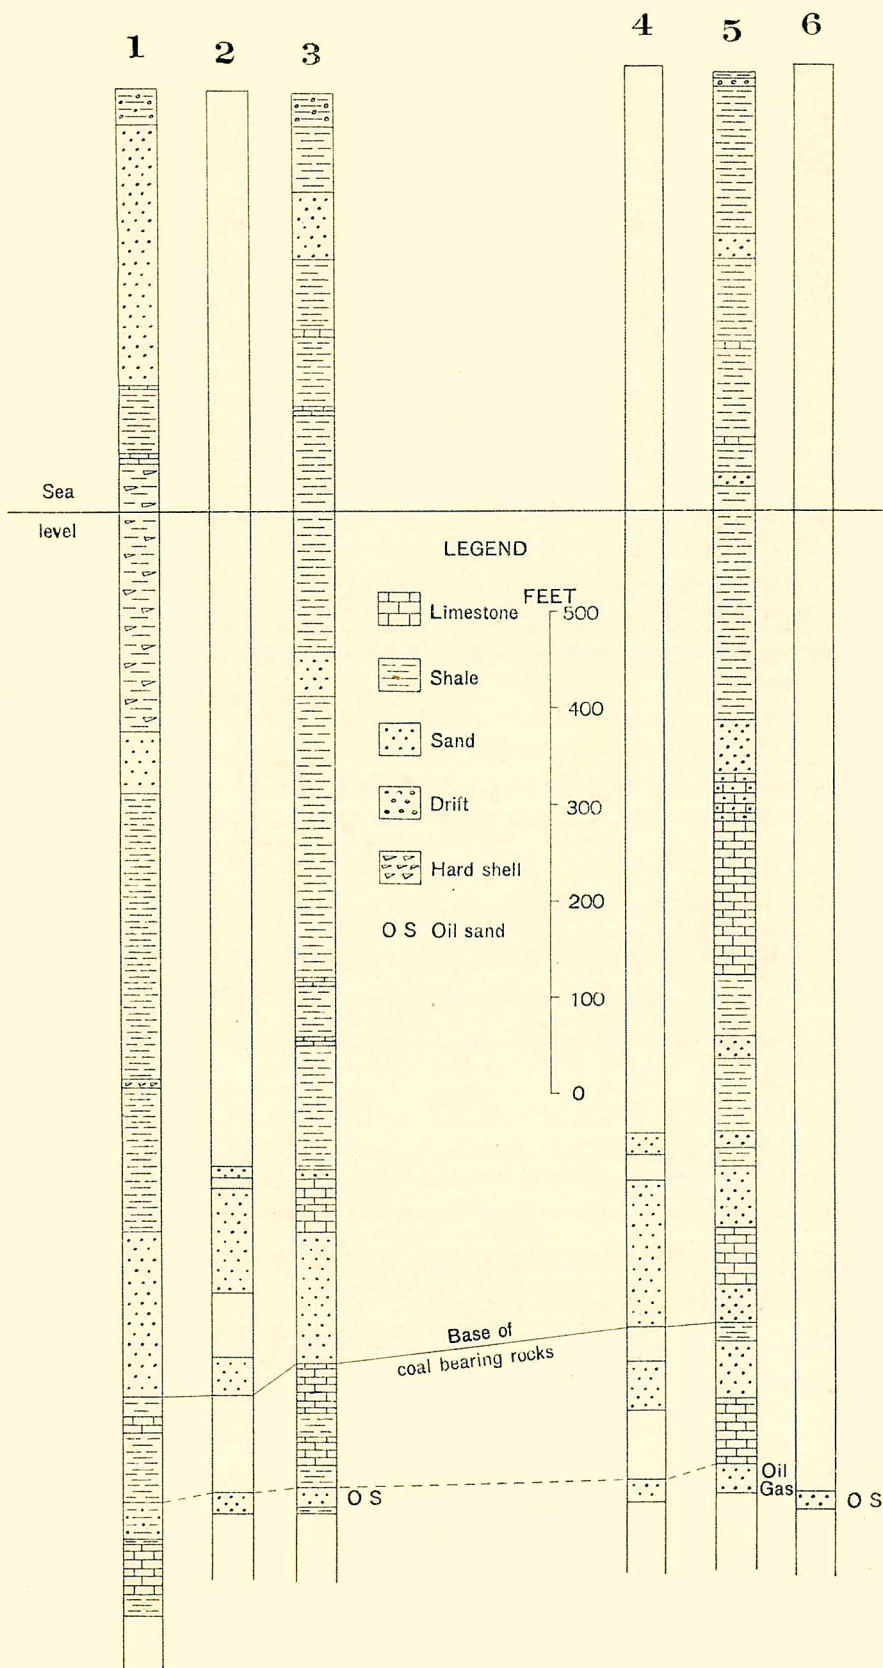 1 2 3 4 5 6
Sea
level
LEGEND
FEET
Limestone
Shale
Sand
Drift
Hard shell
O S Oil sand
500
400
300
200
100
0
Base of
coal bearing rocks
Oil
Gas
O S
O S